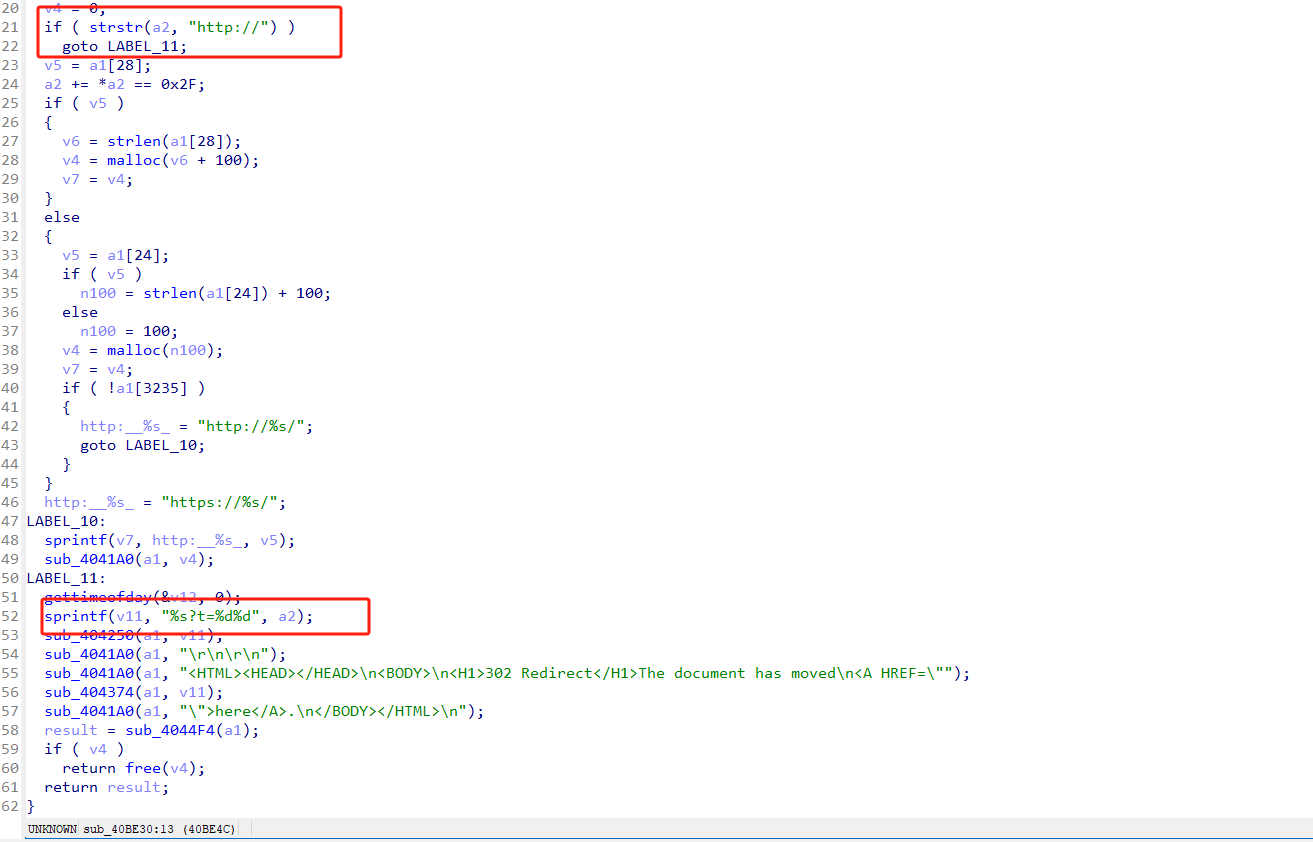 20 v4 = 0;
21 if ( strstr(a2, "http://") )
22 goto LABEL_11;
23 v5 = a1[28];
24 a2 += *a2 == 0x2F;
25 if ( v5 )
26 {
27 v6 = strlen(a1[28]);
28 v4 = malloc(v6 + 100);
29 v7 = v4;
30 }
31 else
32 {
33 v5 = a1[24];
34 if ( v5 )
35 n100 = strlen(a1[24]) + 100;
36 else
37 n100 = 100;
38 v4 = malloc(n100);
39 v7 = v4;
40 if ( !a1[3235] )
41 {
42 http:__%s_ = "http://%s/";
43 goto LABEL_10;
44 }
45 }
46 http:__%s_ = "https://%s/";
47 LABEL_10:
48 sprintf(v7, http:__%s_, v5);
49 sub_4041A0(a1, v4);
50 LABEL_11:
51 gettimeofday(&v12, 0);
52 sprintf(v11, "%s?t=%d%d", a2);
53 sub_404250(a1, v11);
54 sub_4041A0(a1, "\r\n\r\n");
55 sub_4041A0(a1, "<HTML><HEAD></HEAD>\n<BODY>\n<H1>302 Redirect</H1>The document has moved\n<A HREF=\"");
56 sub_404374(a1, v11);
57 sub_4041A0(a1, "\">here</A>.\n</BODY></HTML>\n");
58 result = sub_4044F4(a1);
59 if ( v4 )
60 return free(v4);
61 return result;
62 }
UNKNOWN sub_40BE30:13 (40BE4C)